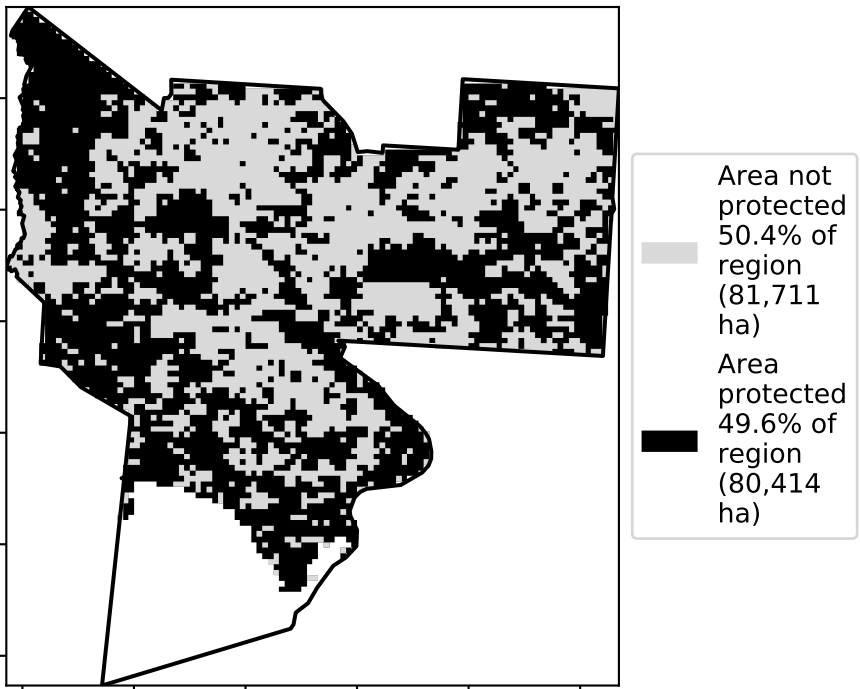 Area not
protected
50.4% of
region
(81,711
ha)
Area
protected
49.6% of
region
(80,414
ha)